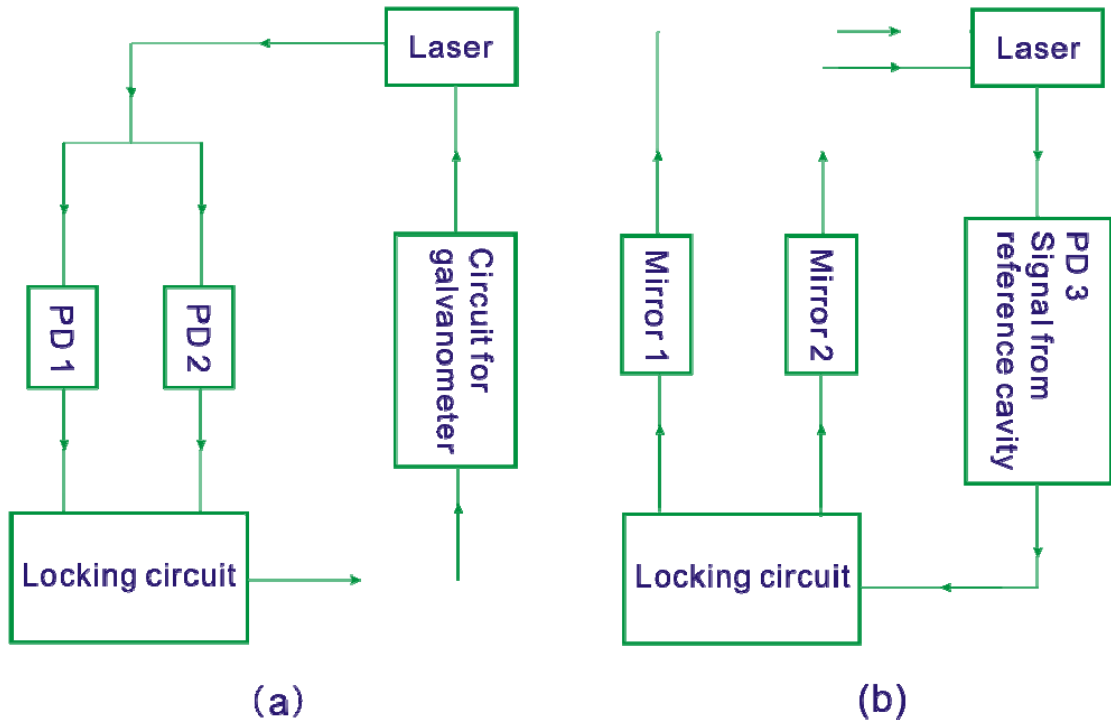 Laser
PD 1
PD 2
Circuit for
galvanometer
Locking circuit
(a)
Laser
Mirror 1
Mirror 2
PD 3
Signal from
reference cavity
Locking circuit
(b)